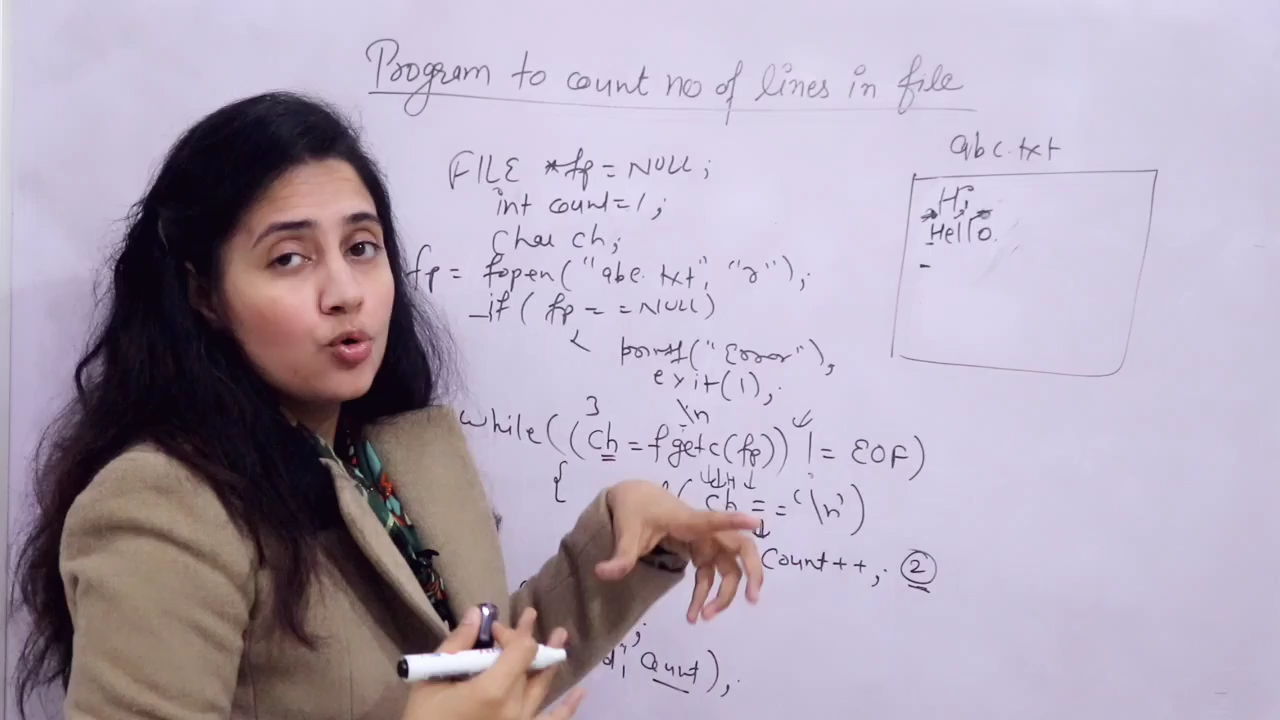 Program to count no of lines in file
FILE *fp = NULL;
int count=1;
Char ch;
fp = fopen("abc.txt", "r");
if( fp = = NULL)
printf("Error");
exit(1);
3
\n
while((ch = fgetc(fp)) != EOF)
{
( ch = = '\n')
Count++; 2
;
d, Count);
abc.txt
Hi
Hello.